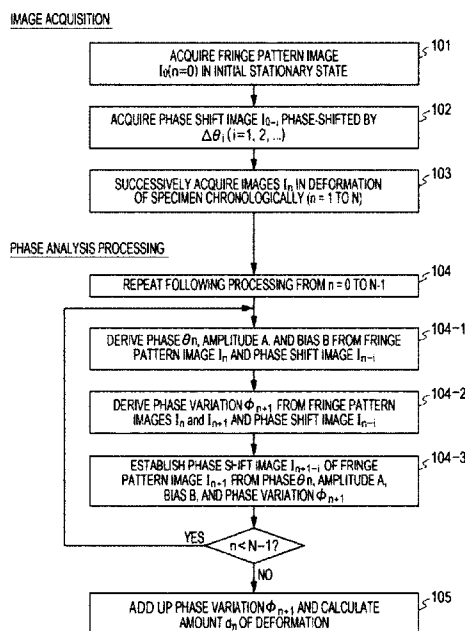 IMAGE ACQUISITION
101
ACQUIRE FRINGE PATTERN IMAGE
I0(n=0) IN INITIAL STATIONARY STATE
102
ACQUIRE PHASE SHIFT IMAGE I0-i PHASE-SHIFTED BY
Δθi (i=1, 2, ...)
103
SUCCESSIVELY ACQUIRE IMAGES In IN DEFORMATION
OF SPECIMEN CHRONOLOGICALLY (n = 1 TO N)
PHASE ANALYSIS PROCESSING
104
REPEAT FOLLOWING PROCESSING FROM n = 0 TO N-1
104-1
DERIVE PHASE θn, AMPLITUDE A, AND BIAS B FROM FRINGE
PATTERN IMAGE In AND PHASE SHIFT IMAGE In-i
104-2
DERIVE PHASE VARIATION Φn+1 FROM FRINGE PATTERN
IMAGES In and In+1 AND PHASE SHIFT IMAGE In-i
104-3
ESTABLISH PHASE SHIFT IMAGE In+1-i OF FRINGE
PATTERN IMAGE In+1 FROM PHASE θn, AMPLITUDE A,
BIAS B, AND PHASE VARIATION Φn+1
YES
n < N-1?
NO
105
ADD UP PHASE VARIATION Φn+1 AND CALCULATE
AMOUNT dn OF DEFORMATION